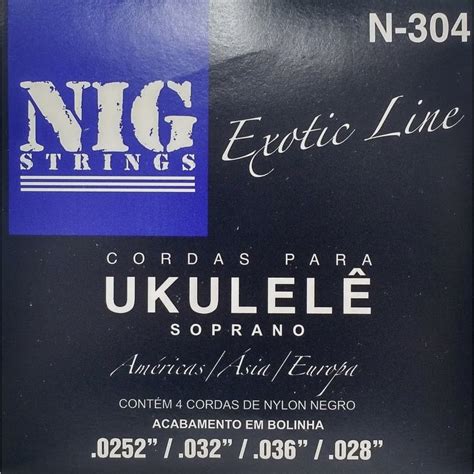 N-304
NIG
STRINGS
Exotic Line
CORDAS PARA
UKULELÊ
SOPRANO
Américas/Ásia/Europa
CONTÉM 4 CORDAS DE NYLON NEGRO
ACABAMENTO EM BOLINHA
.0252” / .032” / .036” / .028”